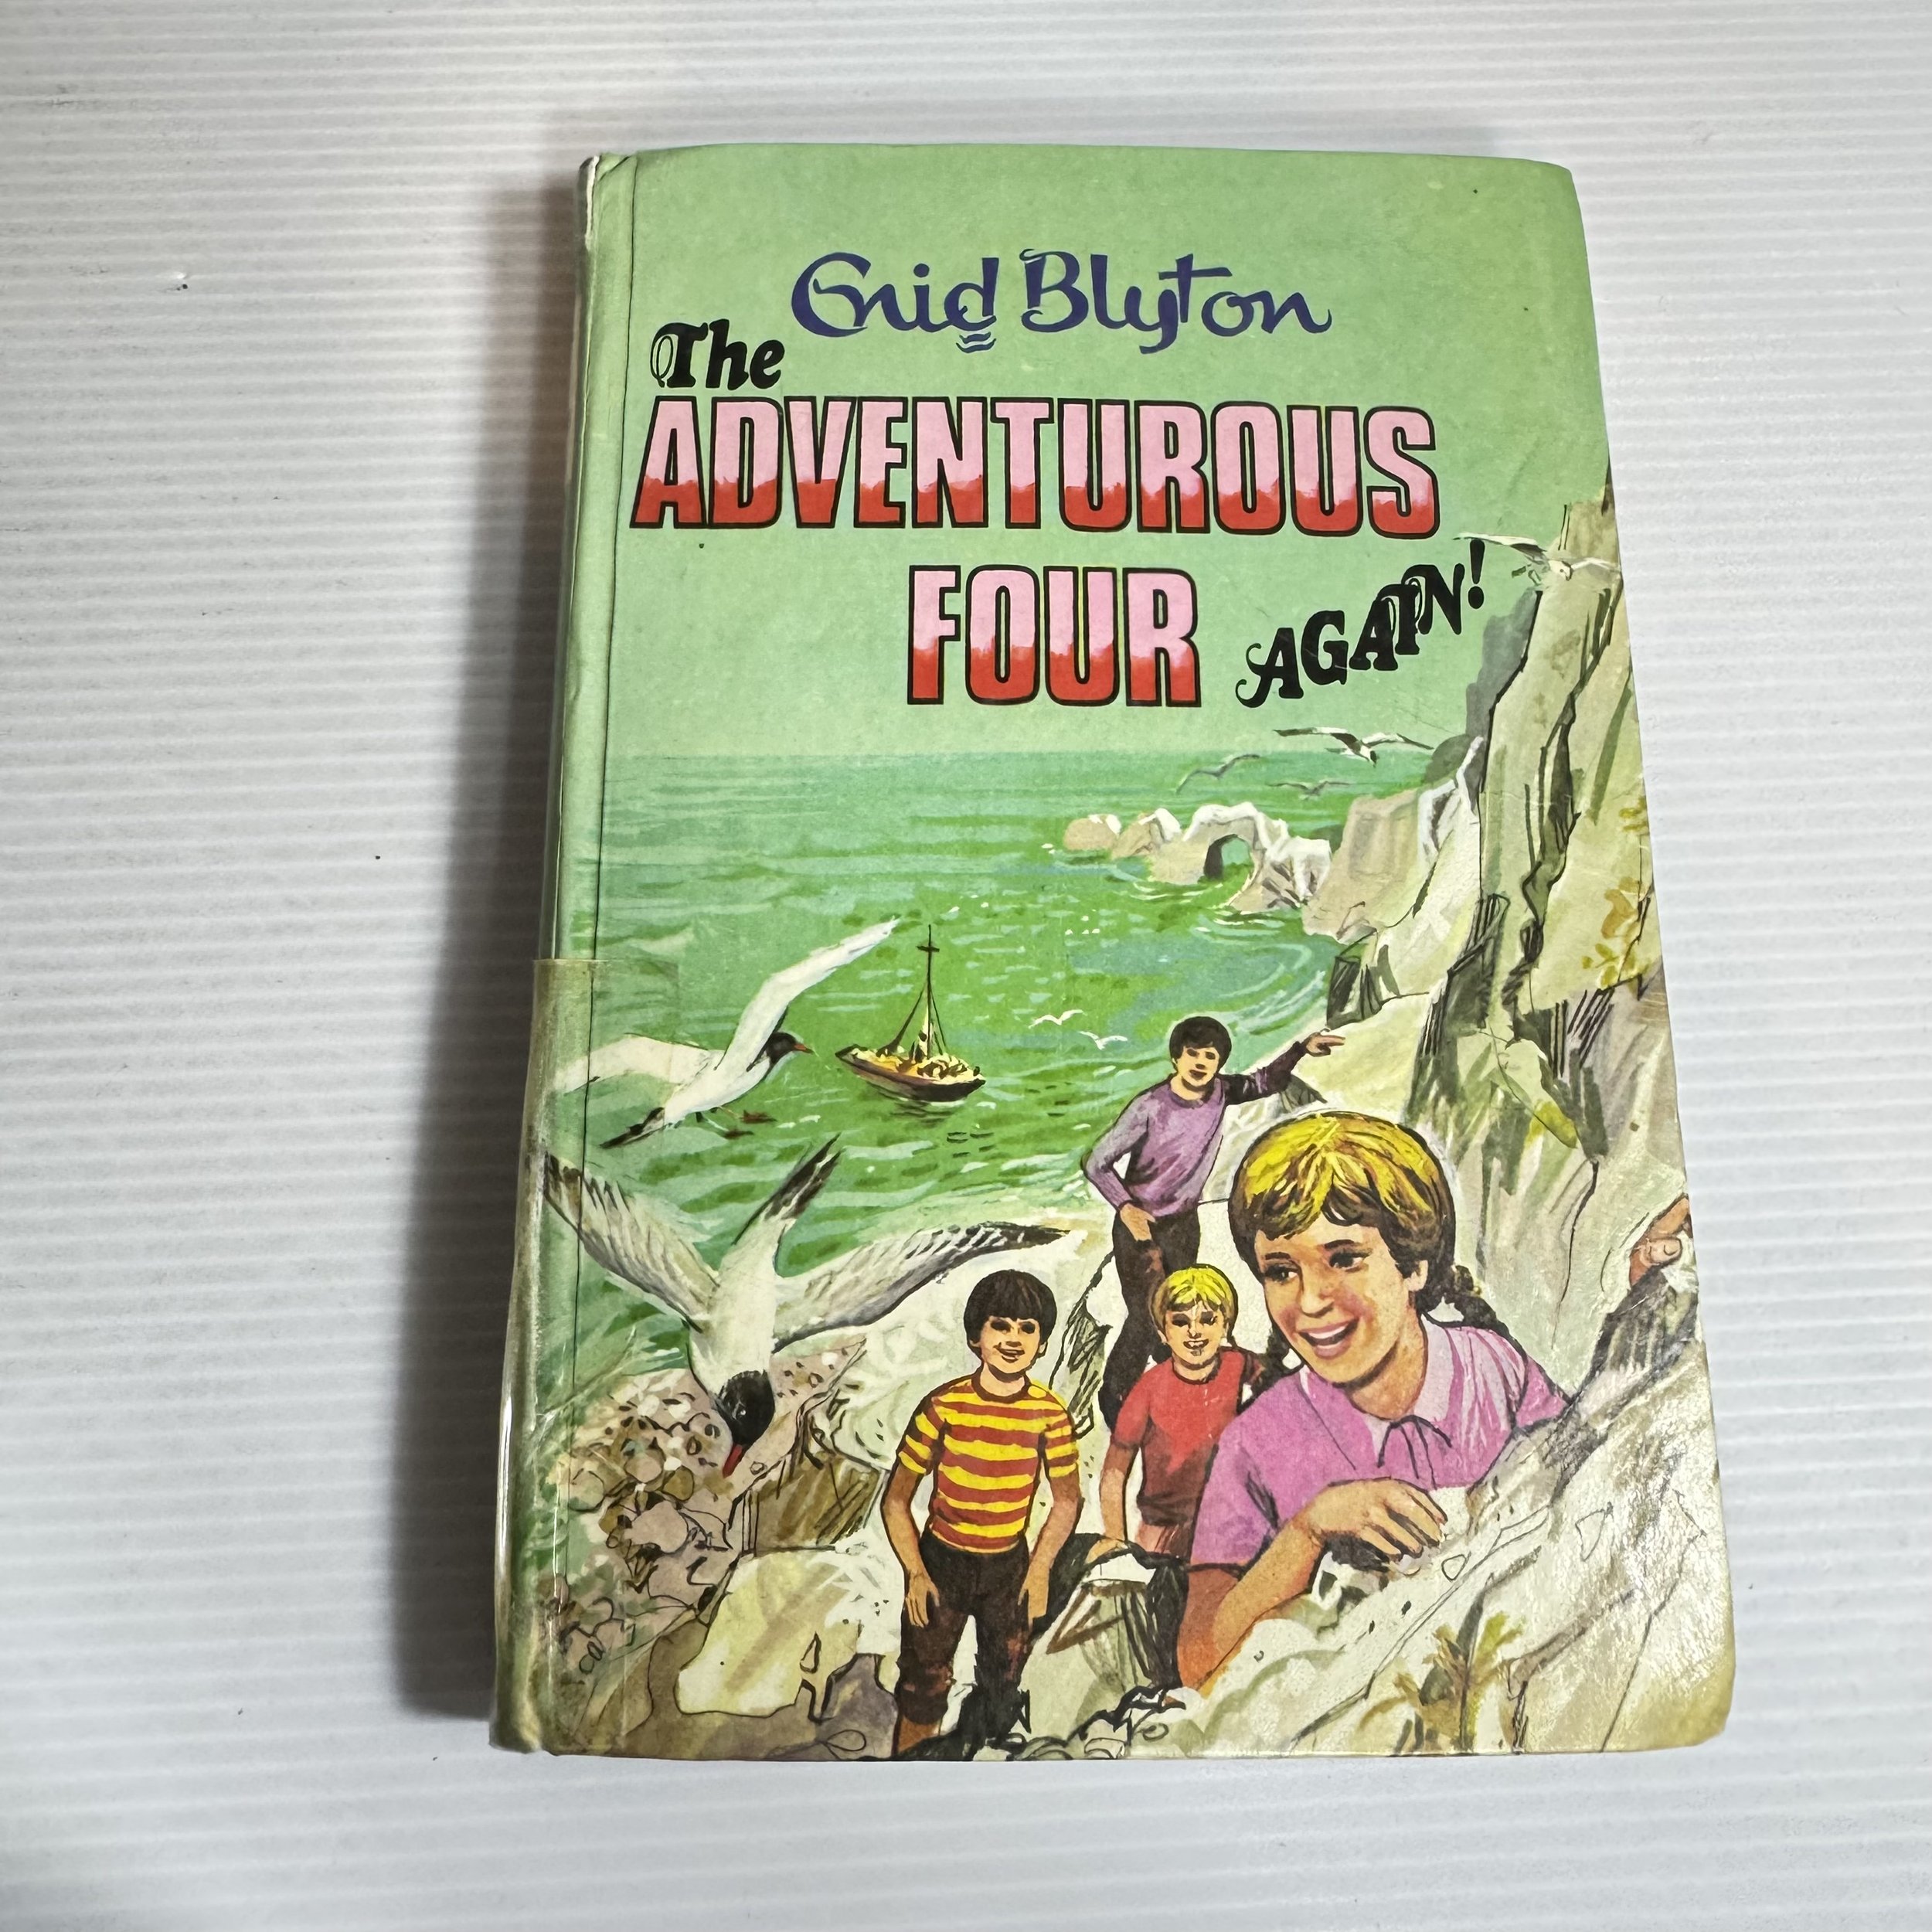 Enid Blyton
The
ADVENTUROUS
FOUR
AGAIN!